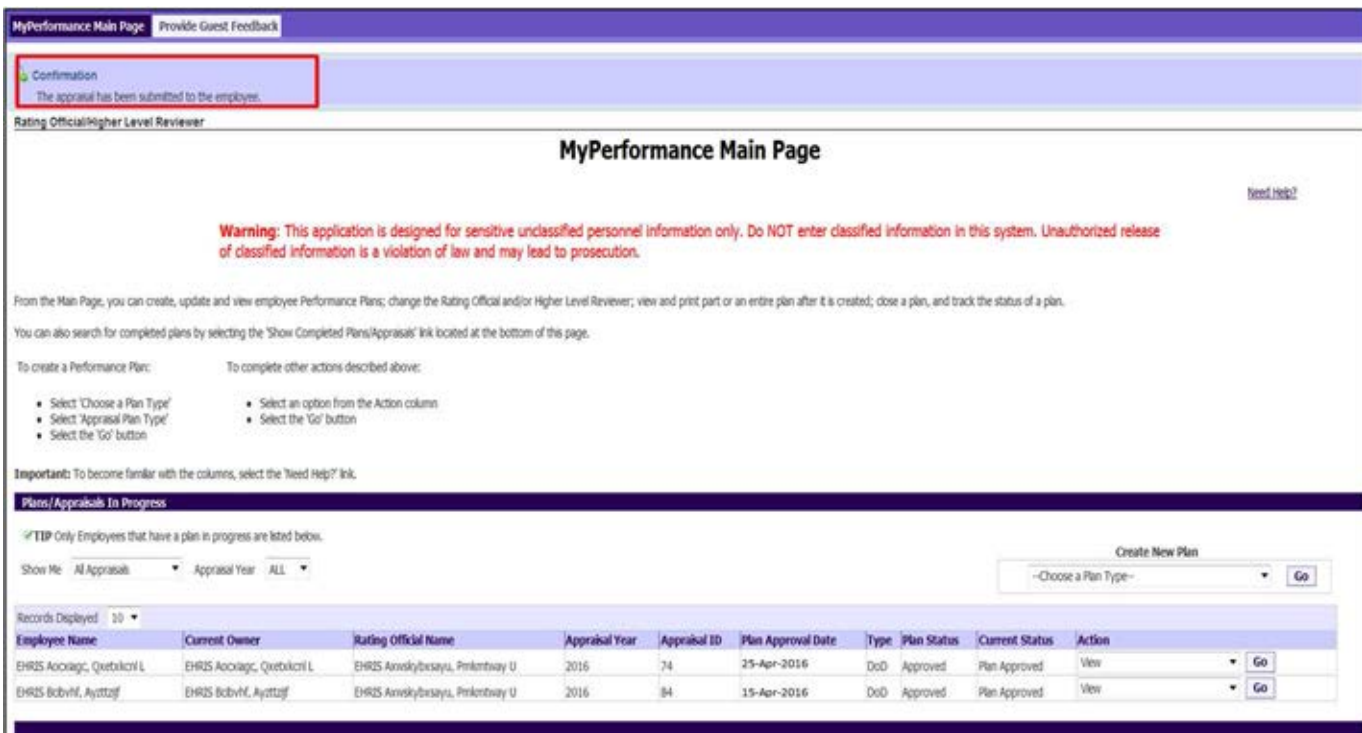 MyPerformance Main Page Provide Guest Feedback
Confirmation
The appraisal has been submitted to the employee.
Rating Official/Higher Level Reviewer
MyPerformance Main Page
Need Help?
Warning: This application is designed for sensitive unclassified personnel information only. Do NOT enter classified information in this system. Unauthorized release
of classified information is a violation of law and may lead to prosecution.
From the Main Page, you can create, update and view employee Performance Plans; change the Rating Official and/or Higher Level Reviewer; view and print part or an entire plan after it is created; close a plan, and track the status of a plan.
You can also search for completed plans by selecting the 'Show Completed Plans/Appraisals' link located at the bottom of this page.
To create a Performance Plan: To complete other actions described above:
• Select 'Choose a Plan Type' • Select an option from the Action column
• Select 'Appraisal Plan Type' • Select the 'Go' button
• Select the 'Go' button
Important: To become familiar with the columns, select the 'Need Help?' link.
Plans/Appraisals In Progress
TIP Only Employees that have a plan in progress are listed below.
Create New Plan
Show Me All Appraisals Appraisal Year ALL --Choose a Plan Type-- Go
Records Displayed 10
Employee Name Current Owner Rating Official Name Appraisal Year Appraisal ID Plan Approval Date Type Plan Status Current Status Action
EHRIS EHRIS EHRIS 2016 74 25-Apr-2016 DoD Approved Plan Approved View Go
EHRIS EHRIS EHRIS 2016 84 15-Apr-2016 DoD Approved Plan Approved View Go